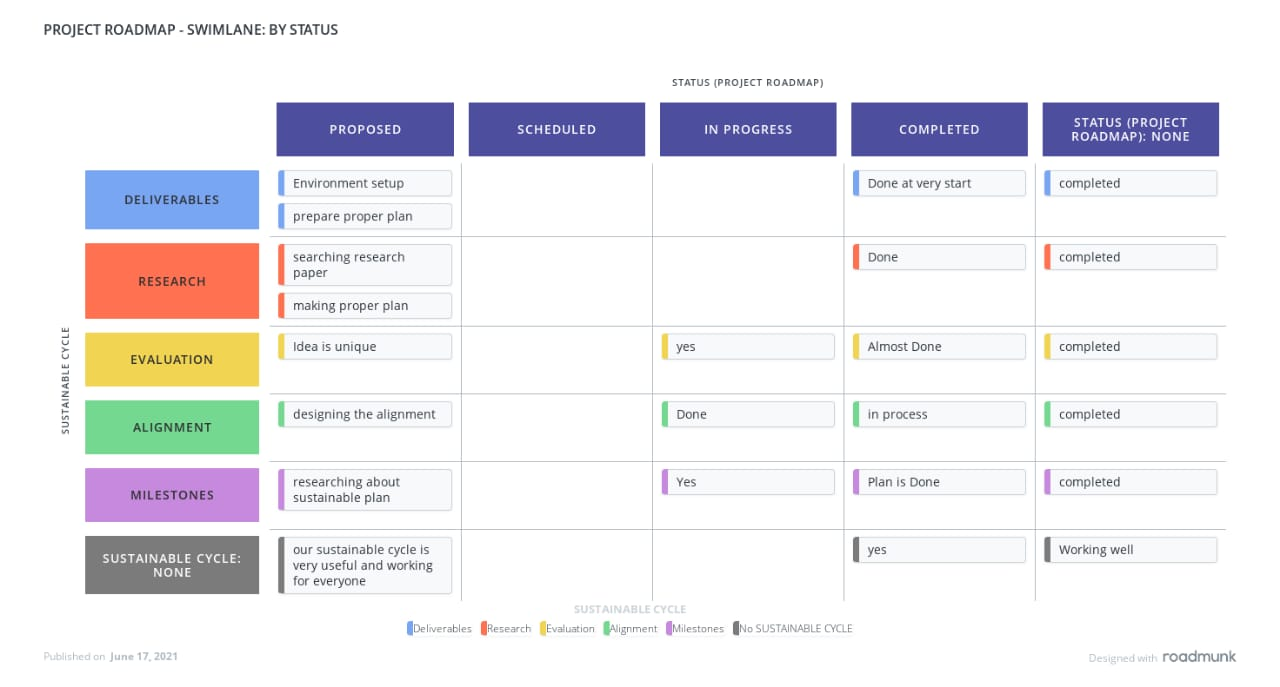 PROJECT ROADMAP - SWIMLANE: BY STATUS
STATUS (PROJECT ROADMAP)
PROPOSED
SCHEDULED
IN PROGRESS
COMPLETED
STATUS (PROJECT
ROADMAP): NONE
SUSTAINABLE CYCLE
DELIVERABLES
Environment setup
prepare proper plan
Done at very start
completed
RESEARCH
searching research
paper
making proper plan
Done
completed
EVALUATION
Idea is unique
yes
Almost Done
completed
ALIGNMENT
designing the alignment
Done
in process
completed
MILESTONES
researching about
sustainable plan
Yes
Plan is Done
completed
SUSTAINABLE CYCLE:
NONE
our sustainable cycle is
very useful and working
for everyone
yes
Working well
SUSTAINABLE CYCLE
Deliverables Research Evaluation Alignment Milestones No SUSTAINABLE CYCLE
Published on June 17, 2021
Designed with roadmunk